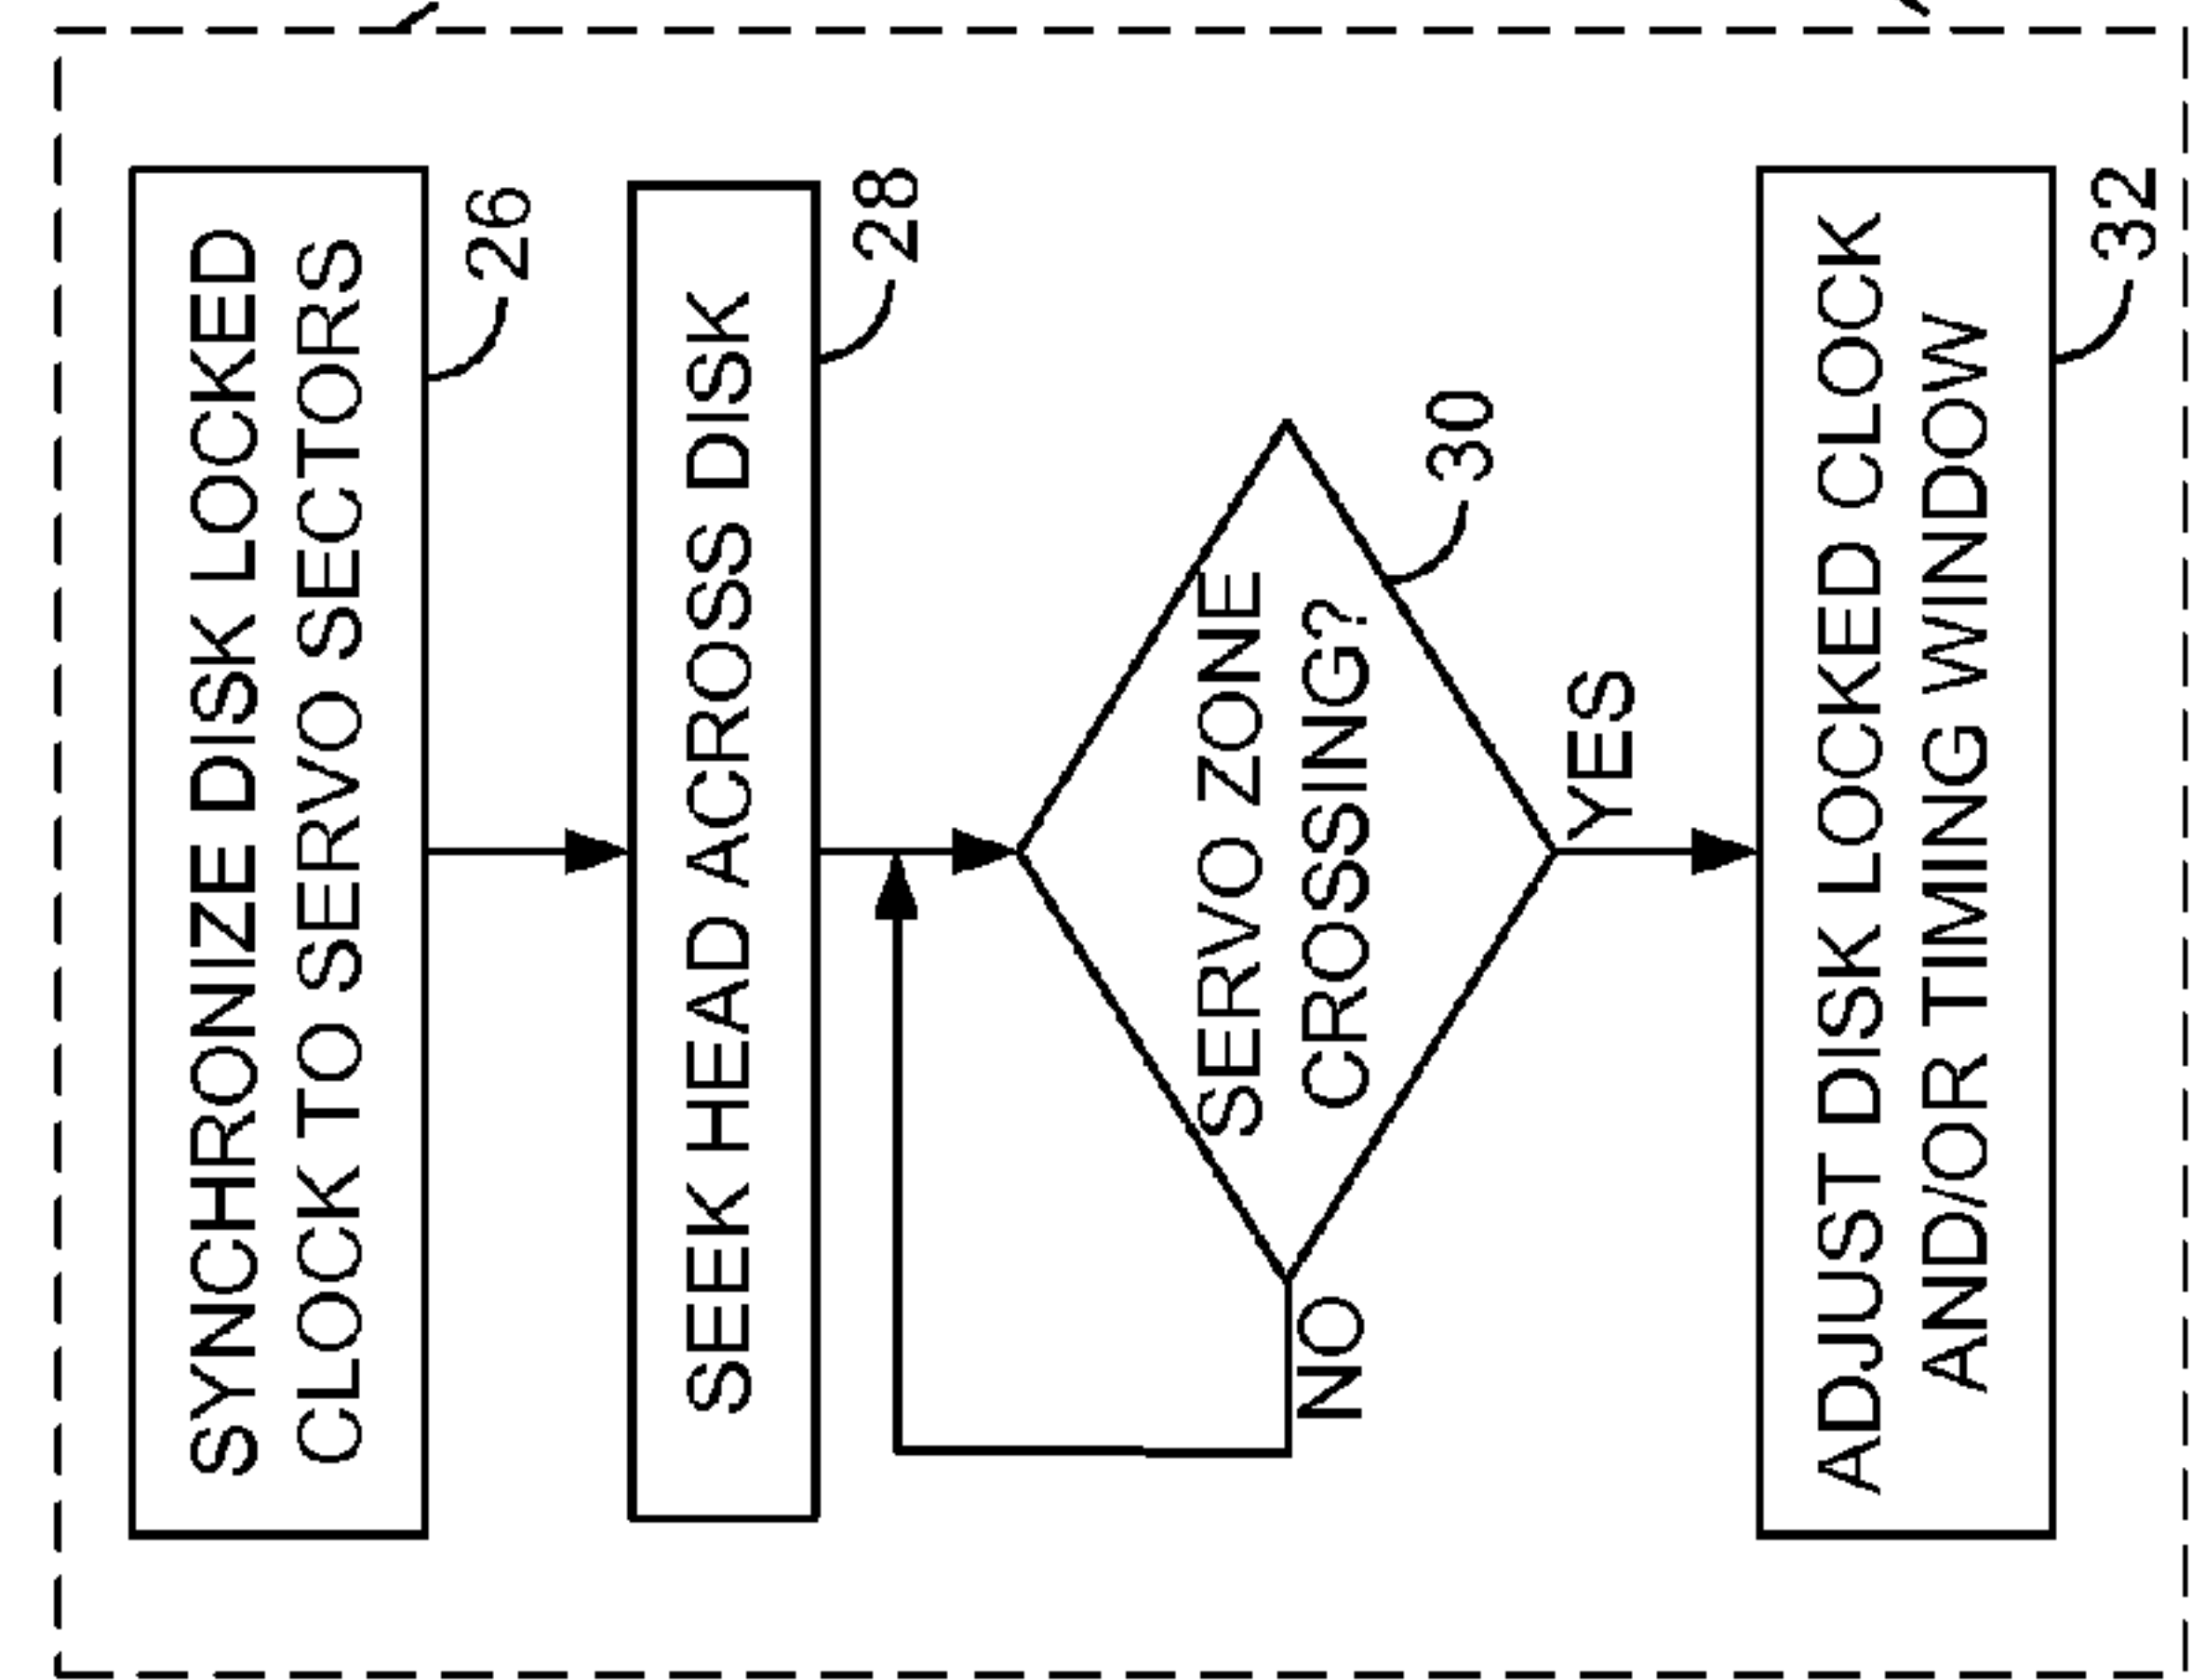 SYNCHRONIZE DISK LOCKED
CLOCK TO SERVO SECTORS
26
SEEK HEAD ACROSS DISK
28
SERVO ZONE
CROSSING?
30
NO
YES
ADJUST DISK LOCKED CLOCK
AND/OR TIMING WINDOW
32